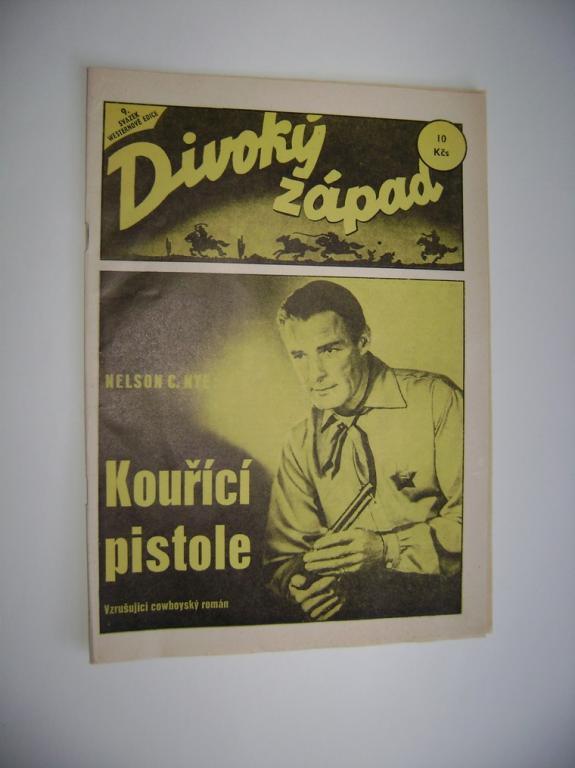 9.
SVAZEK
WESTERNOVÉ EDICE
Divoký
západ
10
Kčs
NELSON C. NYE:
Kouřící
pistole
Vzrušující cowboyský román